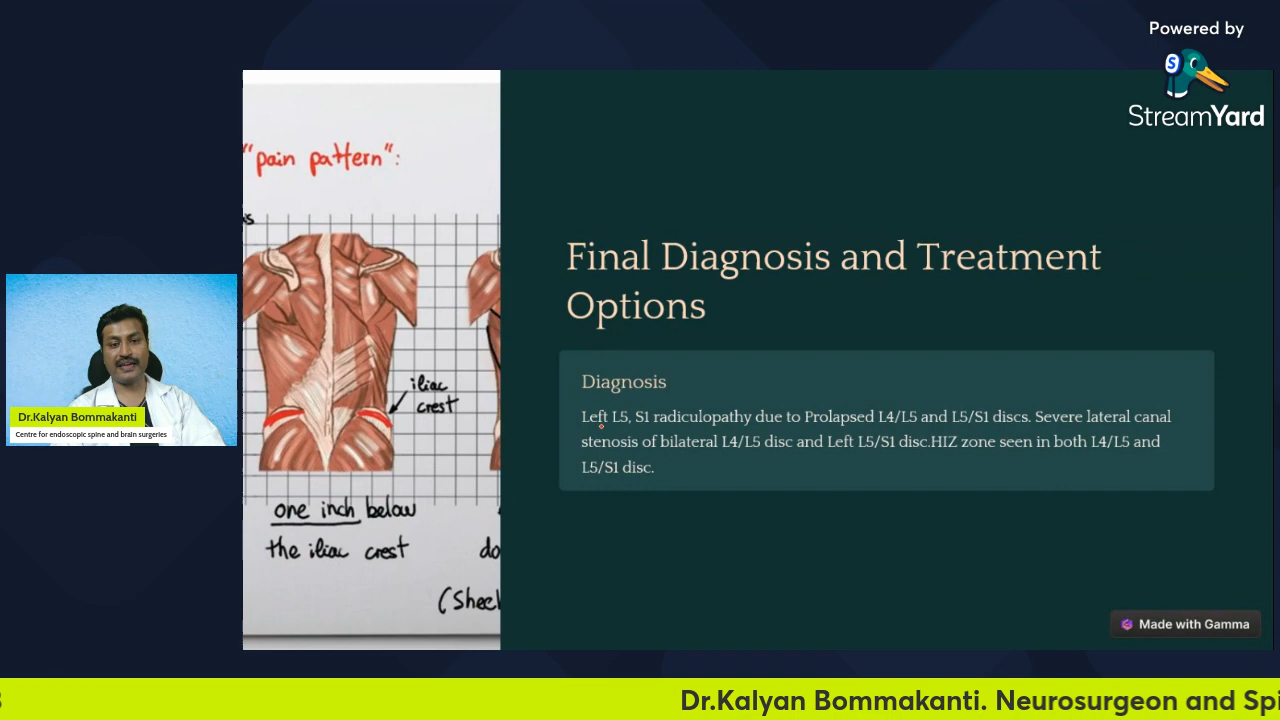 Powered by
S
StreamYard
"pain pattern":
is
iliac
crest
one inch below
the iliac crest
do
(Sheel
Final Diagnosis and Treatment
Options
Diagnosis
Left L5, S1 radiculopathy due to Prolapsed L4/L5 and L5/S1 discs. Severe lateral canal
stenosis of bilateral L4/L5 disc and Left L5/S1 disc.HIZ zone seen in both L4/L5 and
L5/S1 disc.
Made with Gamma
Dr.Kalyan Bommakanti
Centre for endoscopic spine and brain surgeries
Dr.Kalyan Bommakanti. Neurosurgeon and Spi